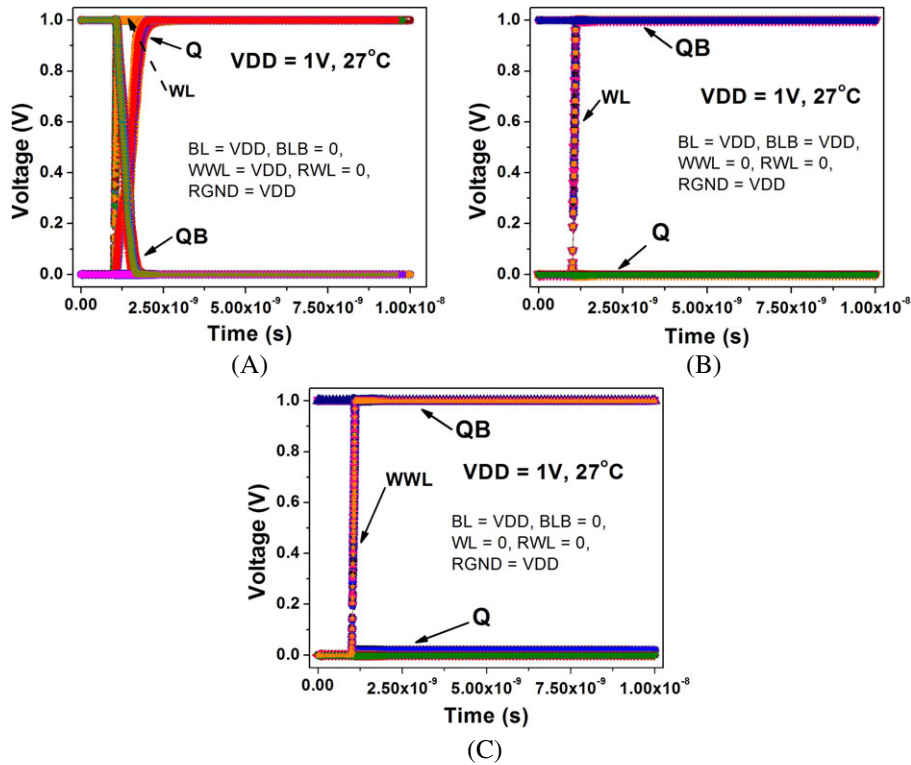 1.0
0.8
0.6
0.4
0.2
0.0
Voltage (V)
Q
VDD = 1V, 27°C
WL
BL = VDD, BLB = 0,
WWL = VDD, RWL = 0,
RGND = VDD
QB
0.00 2.50x10⁻⁹ 5.00x10⁻⁹ 7.50x10⁻⁹ 1.00x10⁻⁸
Time (s)
(A)
1.0
0.8
0.6
0.4
0.2
0.0
Voltage (V)
QB
WL
VDD = 1V, 27°C
BL = VDD, BLB = VDD,
WWL = 0, RWL = 0,
RGND = VDD
Q
0.00 2.50x10⁻⁹ 5.00x10⁻⁹ 7.50x10⁻⁹ 1.00x10⁻⁸
Time (s)
(B)
1.0
0.8
0.6
0.4
0.2
0.0
Voltage (V)
QB
WWL
VDD = 1V, 27°C
BL = VDD, BLB = 0,
WL = 0, RWL = 0,
RGND = VDD
Q
0.00 2.50x10⁻⁹ 5.00x10⁻⁹ 7.50x10⁻⁹ 1.00x10⁻⁸
Time (s)
(C)